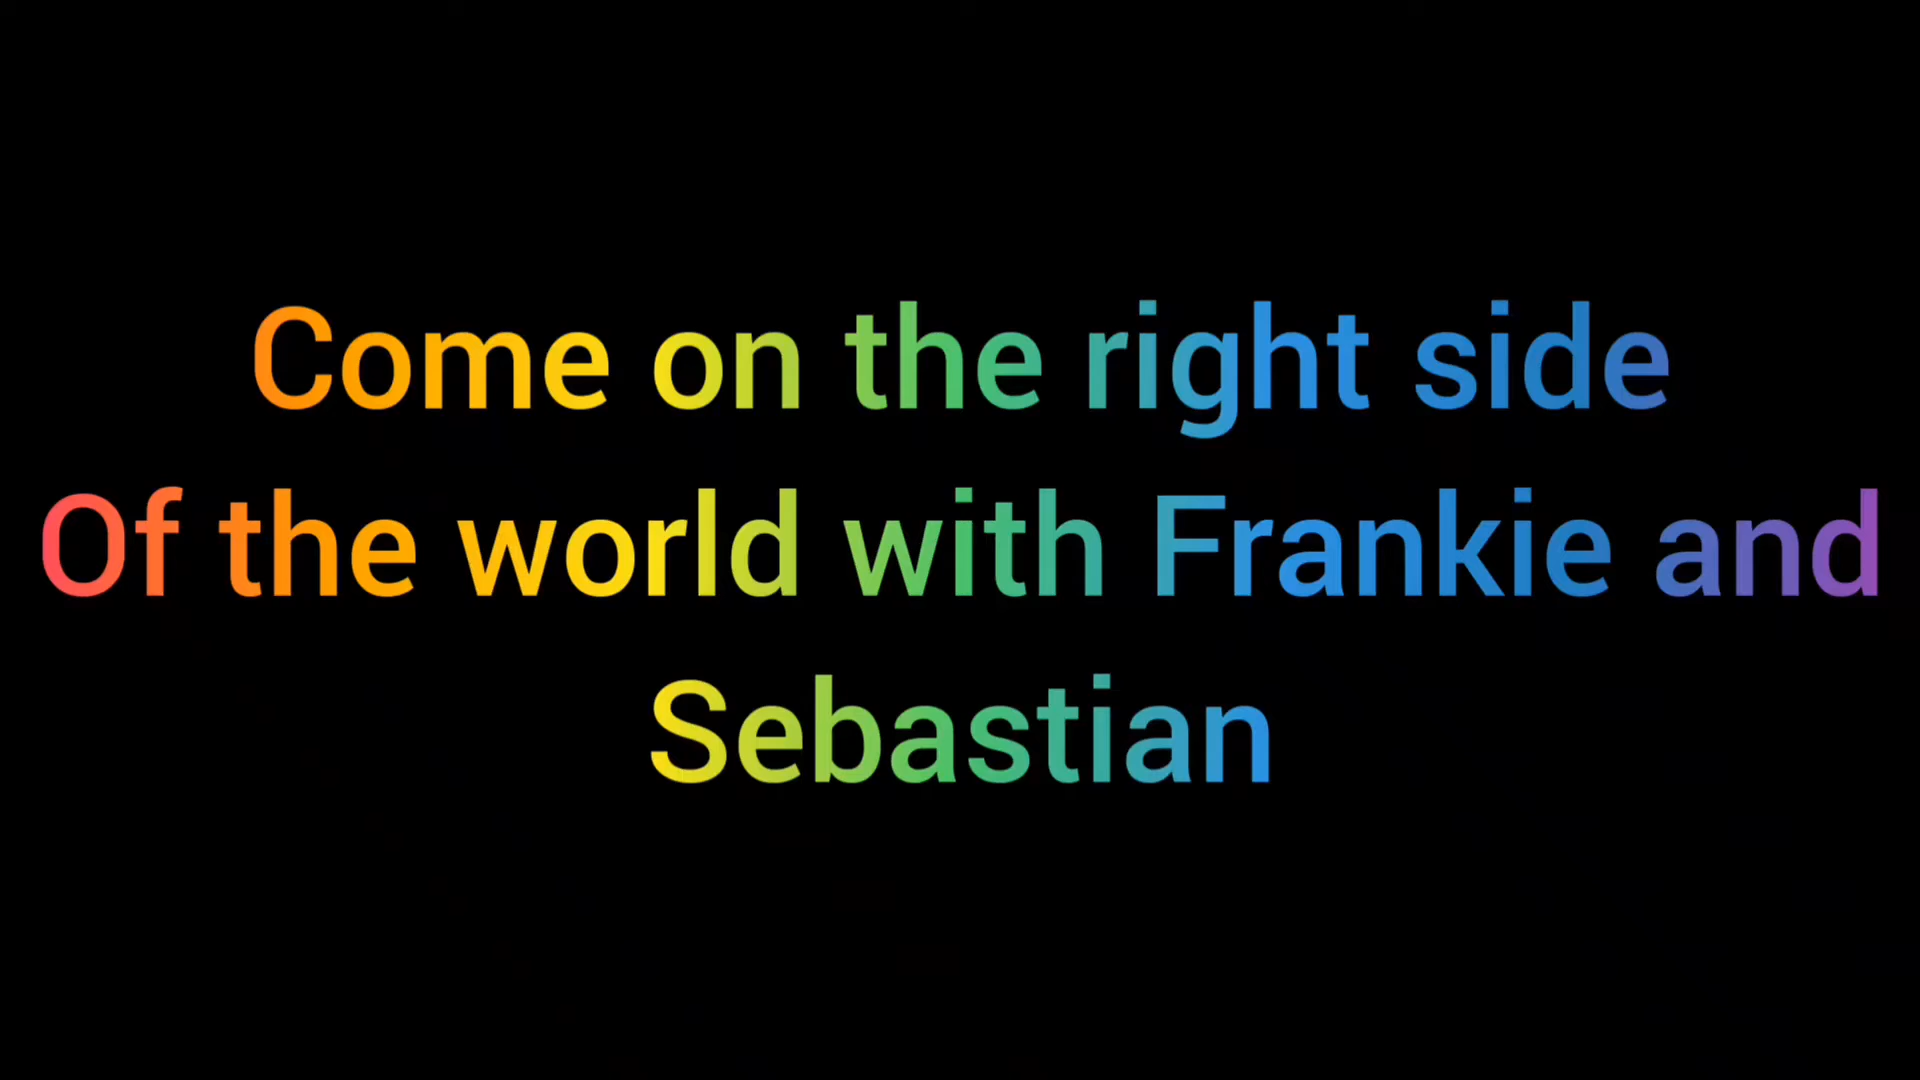 Come on the right side
Of the world with Frankie and
Sebastian